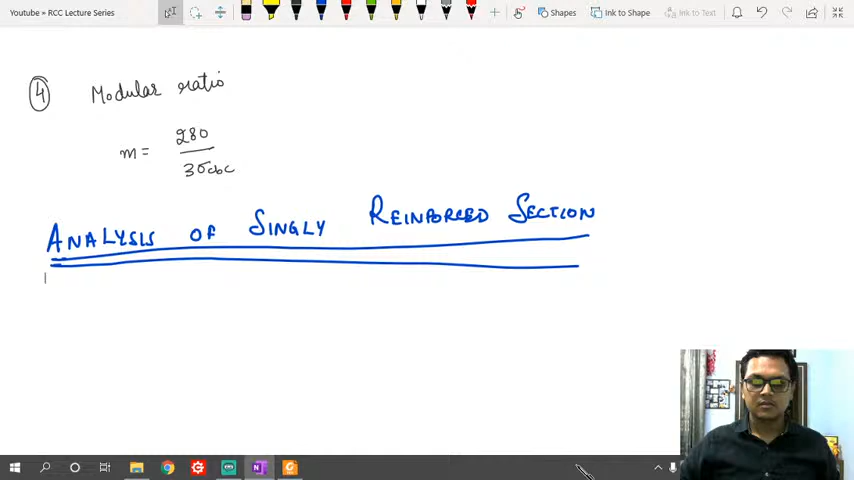 Youtube » RCC Lecture Series
Shapes
Ink to Shape
Ink to Text
4 Modular ratio
m = 280
3σcbc
ANALYSIS OF SINGLY REINFORCED SECTION